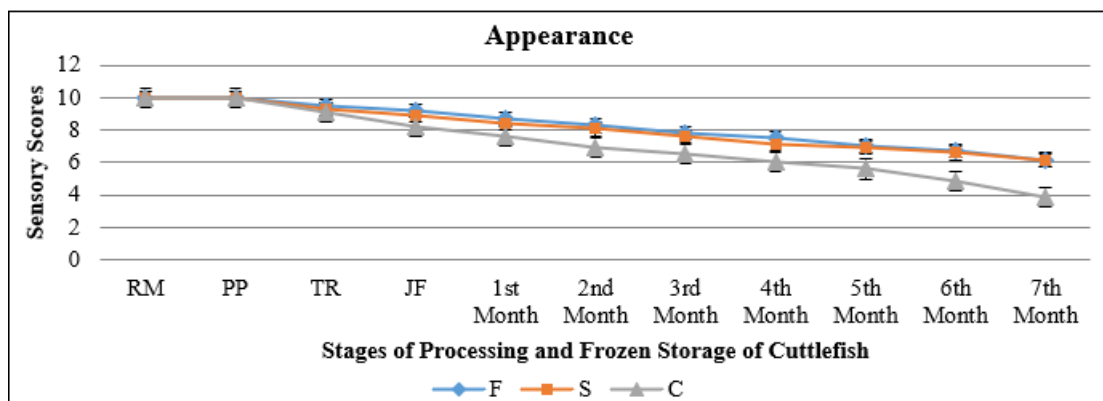 Appearance
Sensory Scores
12
10
8
6
4
2
0
RM PP TR JF 1st Month 2nd Month 3rd Month 4th Month 5th Month 6th Month 7th Month
Stages of Processing and Frozen Storage of Cuttlefish
F S C